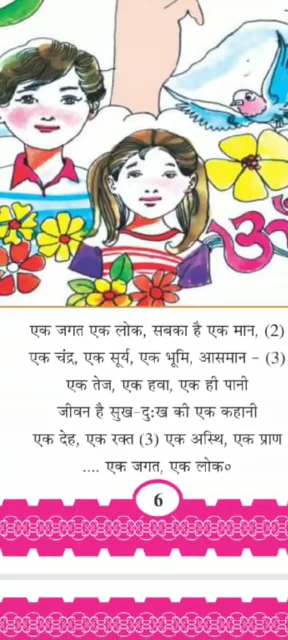 ॐ
एक जगत एक लोक, सबका है एक मान, (2)
एक चंद्र, एक सूर्य, एक भूमि, आसमान – (3)
एक तेज, एक हवा, एक ही पानी
जीवन है सुख-दु:ख की एक कहानी
एक देह, एक रक्त (3) एक अस्थि, एक प्राण
.... एक जगत, एक लोक०
6